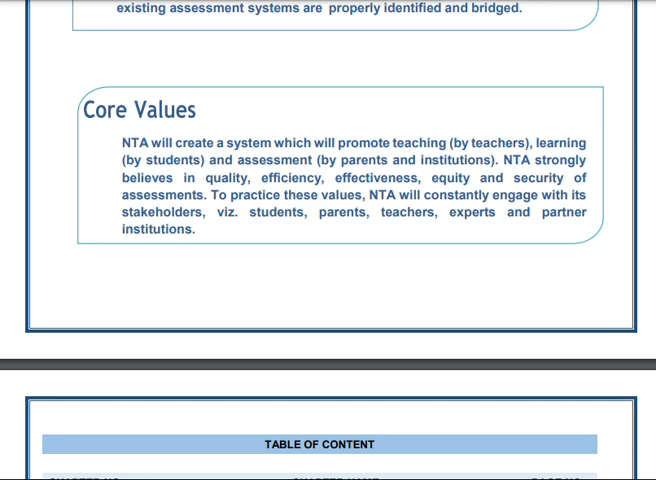 existing assessment systems are properly identified and bridged.
Core Values
NTA will create a system which will promote teaching (by teachers), learning
(by students) and assessment (by parents and institutions). NTA strongly
believes in quality, efficiency, effectiveness, equity and security of
assessments. To practice these values, NTA will constantly engage with its
stakeholders, viz. students, parents, teachers, experts and partner
institutions.
TABLE OF CONTENT